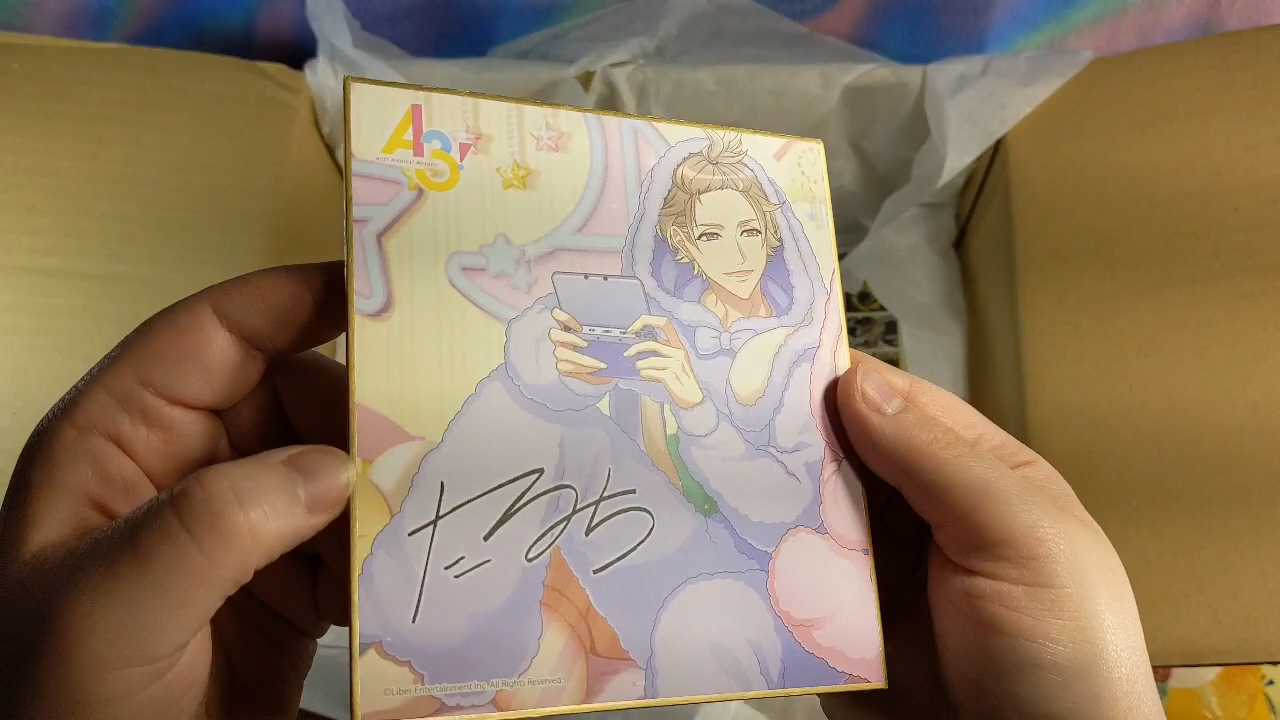 A3!
Act! Addict! Actors!
たるち
©Liber Entertainment Inc. All Rights Reserved.